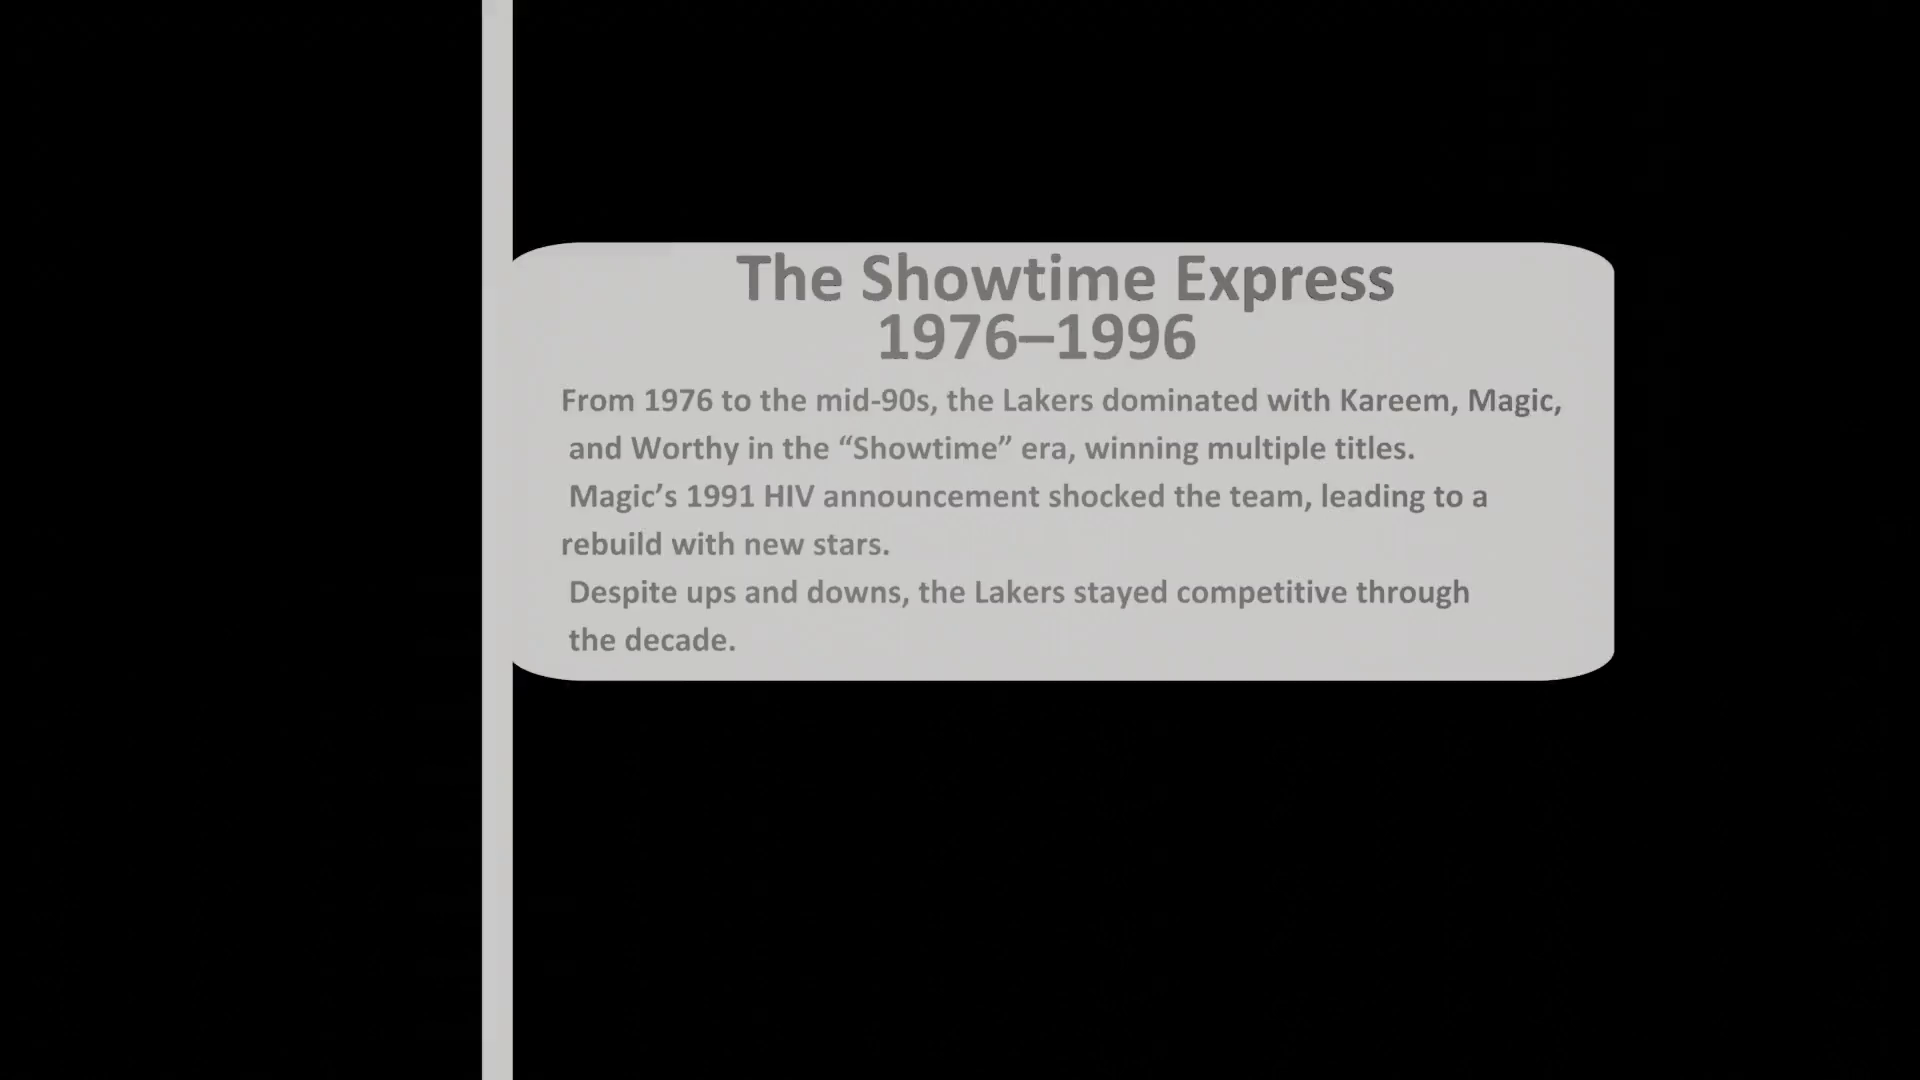 The Showtime Express
1976–1996
From 1976 to the mid-90s, the Lakers dominated with Kareem, Magic,
and Worthy in the “Showtime” era, winning multiple titles.
Magic’s 1991 HIV announcement shocked the team, leading to a
rebuild with new stars.
Despite ups and downs, the Lakers stayed competitive through
the decade.